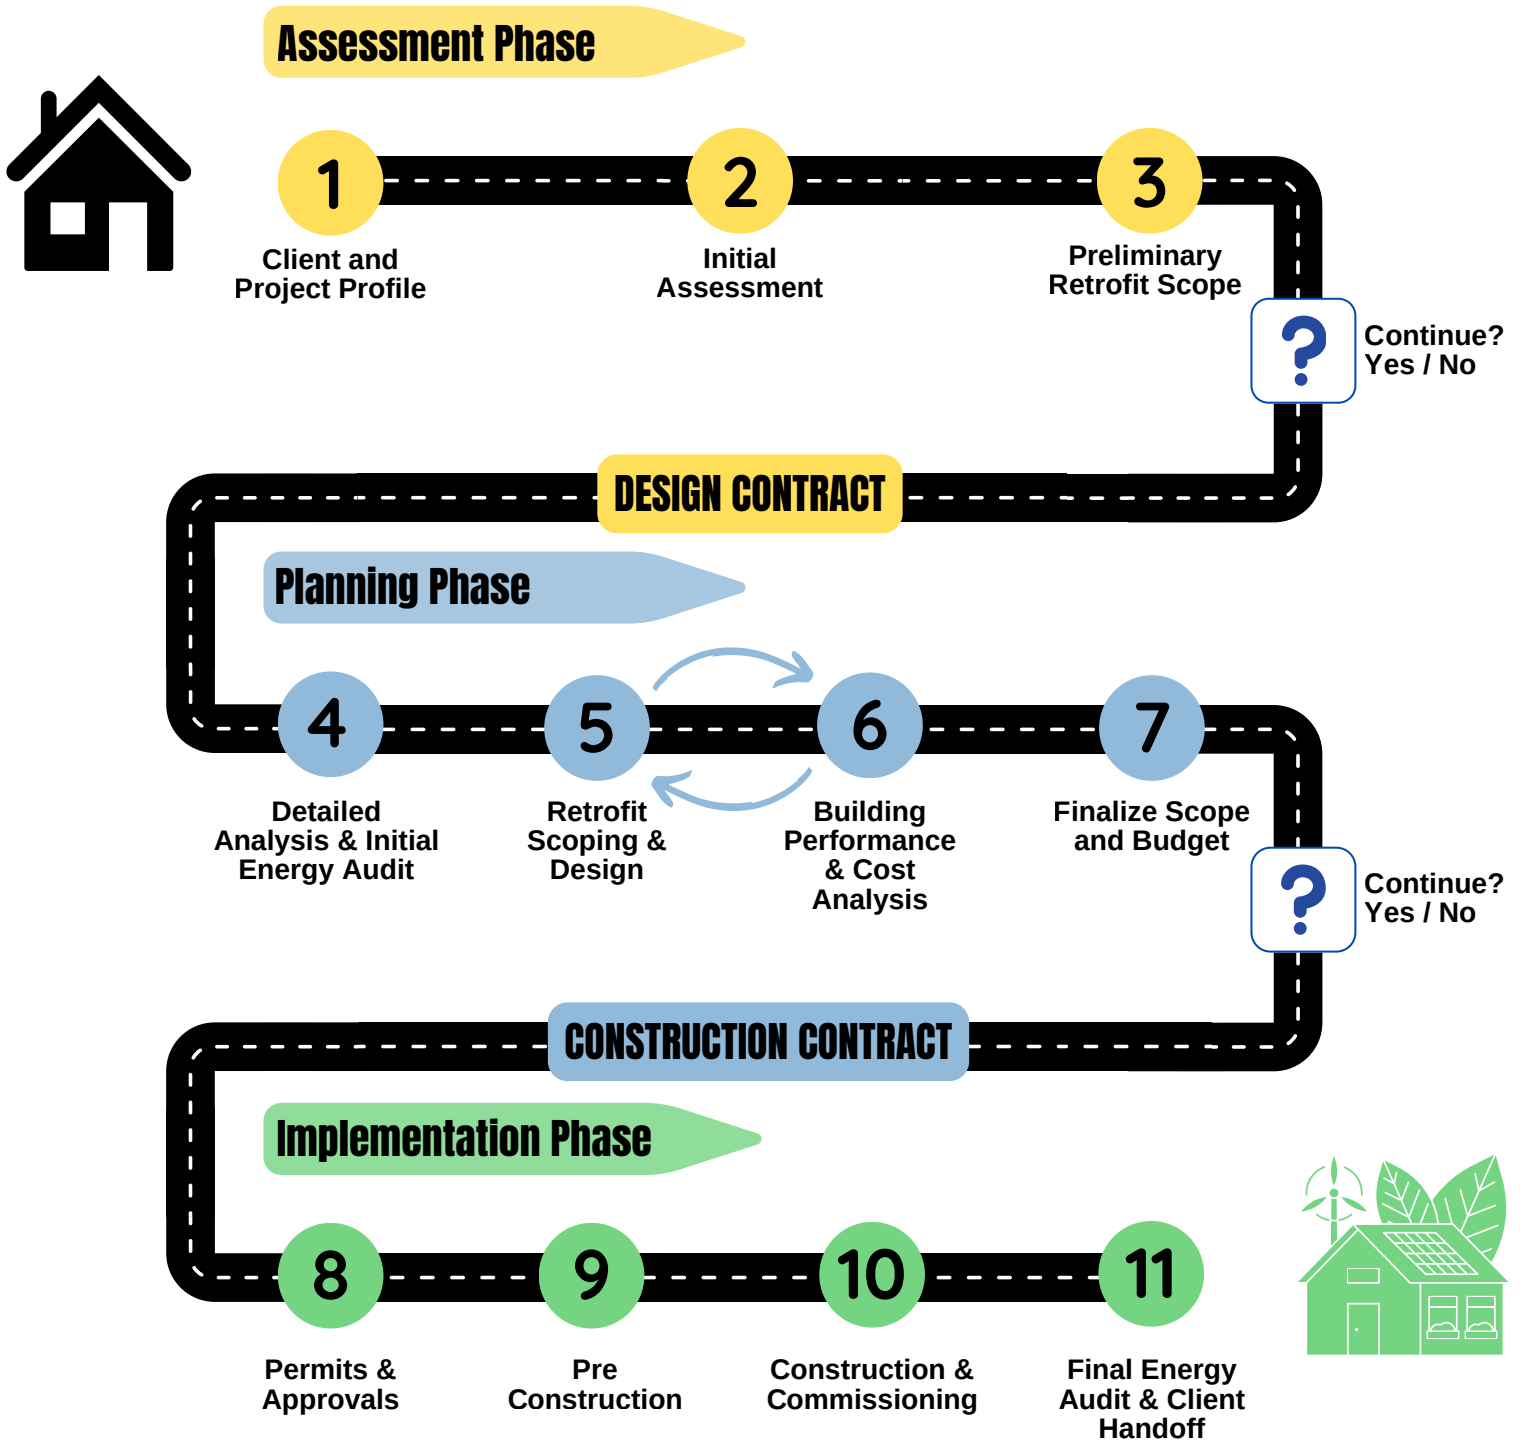 Assessment Phase
1
2
3
Client and
Project Profile
Initial
Assessment
Preliminary
Retrofit Scope
?
Continue?
Yes / No
DESIGN CONTRACT
Planning Phase
4
5
6
7
Detailed
Analysis & Initial
Energy Audit
Retrofit
Scoping &
Design
Building
Performance
& Cost
Analysis
Finalize Scope
and Budget
?
Continue?
Yes / No
CONSTRUCTION CONTRACT
Implementation Phase
8
9
10
11
Permits &
Approvals
Pre
Construction
Construction &
Commissioning
Final Energy
Audit & Client
Handoff